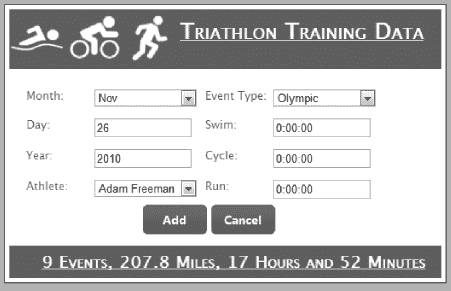 Triathlon Training Data
Month: Nov Event Type: Olympic
Day: 26 Swim: 0:00:00
Year: 2010 Cycle: 0:00:00
Athlete: Adam Freeman Run: 0:00:00
Add Cancel
9 Events, 207.8 Miles, 17 Hours and 52 Minutes